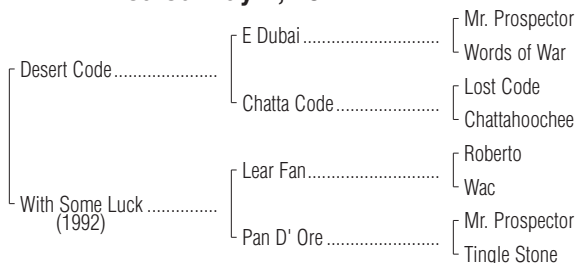 Mr. Prospector
E Dubai
Words of War
Desert Code
Lost Code
Chatta Code
Chattahoochee
Roberto
Lear Fan
Wac
With Some Luck
(1992)
Mr. Prospector
Pan D' Ore
Tingle Stone